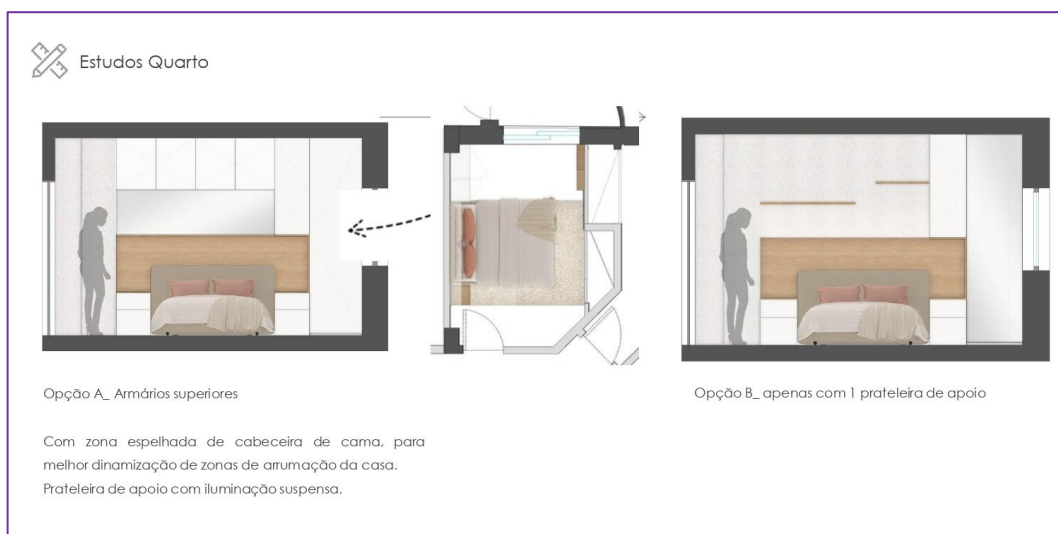 Estudos Quarto
Opção A_ Armários superiores
Com zona espelhada de cabeceira de cama, para
melhor dinamização de zonas de arrumação da casa.
Prateleira de apoio com iluminação suspensa.
Opção B_ apenas com 1 prateleira de apoio